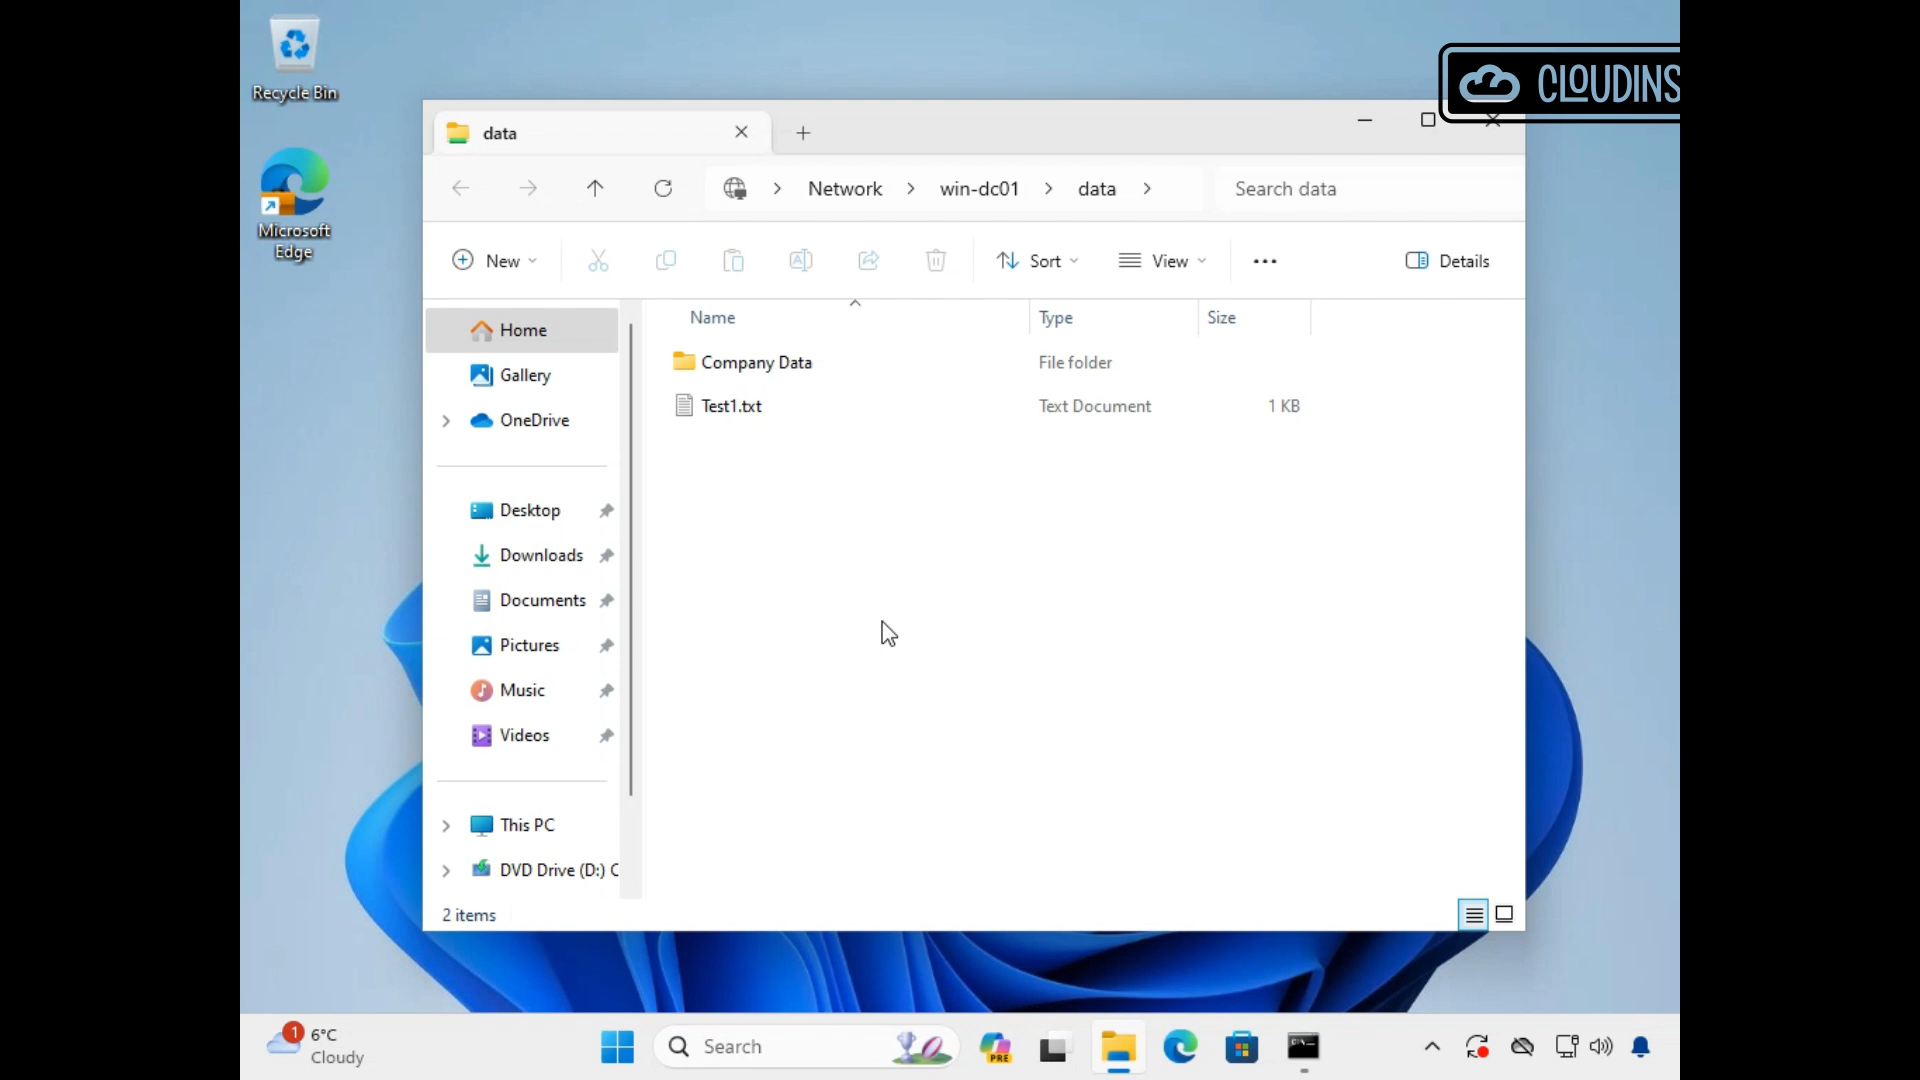 Recycle Bin
CLOUDINS
data
Network
win-dc01
data
Search data
Microsoft
Edge
New
Sort
View
Details
Name
Type
Size
Home
Company Data
File folder
Gallery
Test1.txt
Text Document
1 KB
OneDrive
Desktop
Downloads
Documents
Pictures
Music
Videos
This PC
DVD Drive (D:) C
2 items
1
6°C
Cloudy
Search
PRE